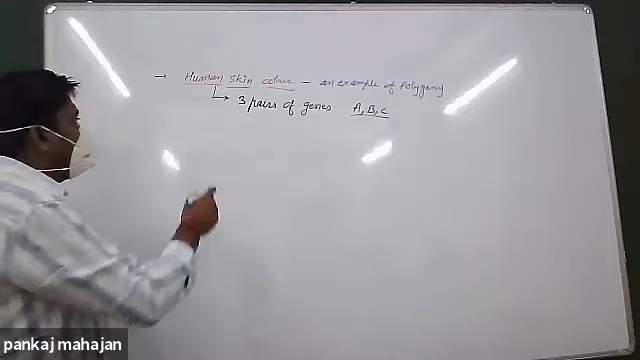 → Human skin colour - an example of Polygeny
↳ 3 pairs of genes A, B, C
pankaj mahajan